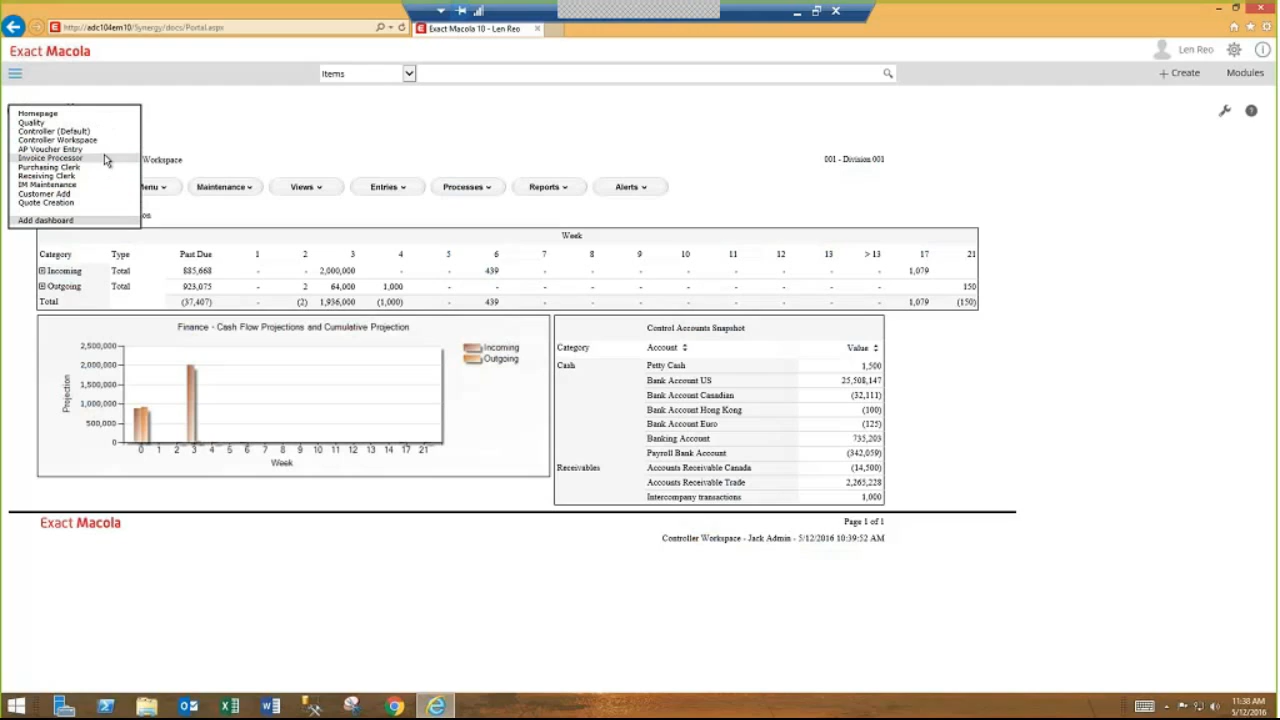 http://adc104em10/Synergy/docs/Portal.aspx
Exact Macola 10 - Len Reo
Exact Macola
Len Reo
Items
Create
Modules
Homepage
Quality
Controller (Default)
Controller Workspace
AP Voucher Entry
Invoice Processor
Purchasing Clerk
Receiving Clerk
IM Maintenance
Customer Add
Quote Creation
Add dashboard
Workspace
001 - Division 001
Menu
Maintenance
Views
Entries
Processes
Reports
Alerts
Week
Category Type Past Due 1 2 3 4 5 6 7 8 9 10 11 12 13 > 13 17 21
Incoming Total 885,668 - - 2,000,000 - - 439 - - - - - - - - 1,079
Outgoing Total 923,075 - 2 64,000 1,000 - - - - - - - - - - 150
Total (37,407) - (2) 1,936,000 (1,000) - 439 - - - - - - - - 1,079 (150)
Finance - Cash Flow Projections and Cumulative Projection
2,500,000
2,000,000
1,500,000
1,000,000
500,000
0
Projection
0 1 2 3 4 5 6 7 8 9 10 11 12 13 14 17 21
Week
Incoming
Outgoing
Control Accounts Snapshot
Category Account Value
Cash Petty Cash 1,500
Bank Account US 25,508,147
Bank Account Canadian (32,111)
Bank Account Hong Kong (100)
Bank Account Euro (125)
Banking Account 735,203
Payroll Bank Account (342,059)
Receivables Accounts Receivable Canada (14,500)
Accounts Receivable Trade 2,265,228
Intercompany transactions 1,000
Exact Macola
Page 1 of 1
Controller Workspace - Jack Admin - 5/12/2016 10:39:52 AM
11:38 AM
5/12/2016